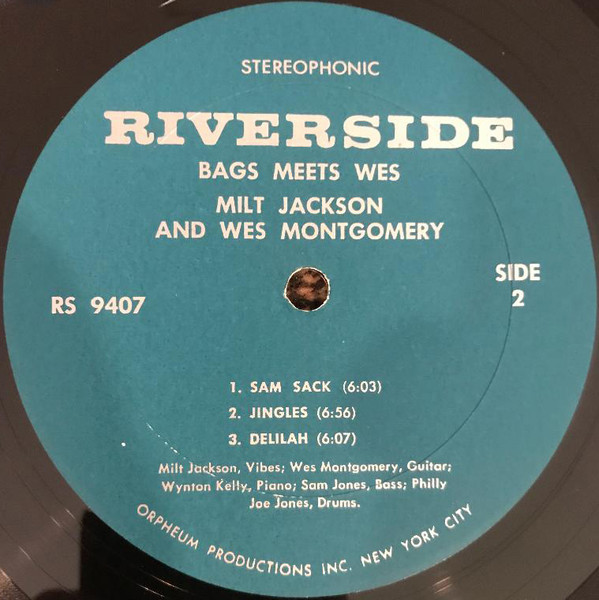 STEREOPHONIC
RIVERSIDE
BAGS MEETS WES
MILT JACKSON
AND WES MONTGOMERY
RS 9407
SIDE
2
1. SAM SACK (6:03)
2. JINGLES (6:56)
3. DELILAH (6:07)
Milt Jackson, Vibes; Wes Montgomery, Guitar;
Wynton Kelly, Piano; Sam Jones, Bass; Philly
Joe Jones, Drums.
ORPHEUM PRODUCTIONS INC. NEW YORK CITY